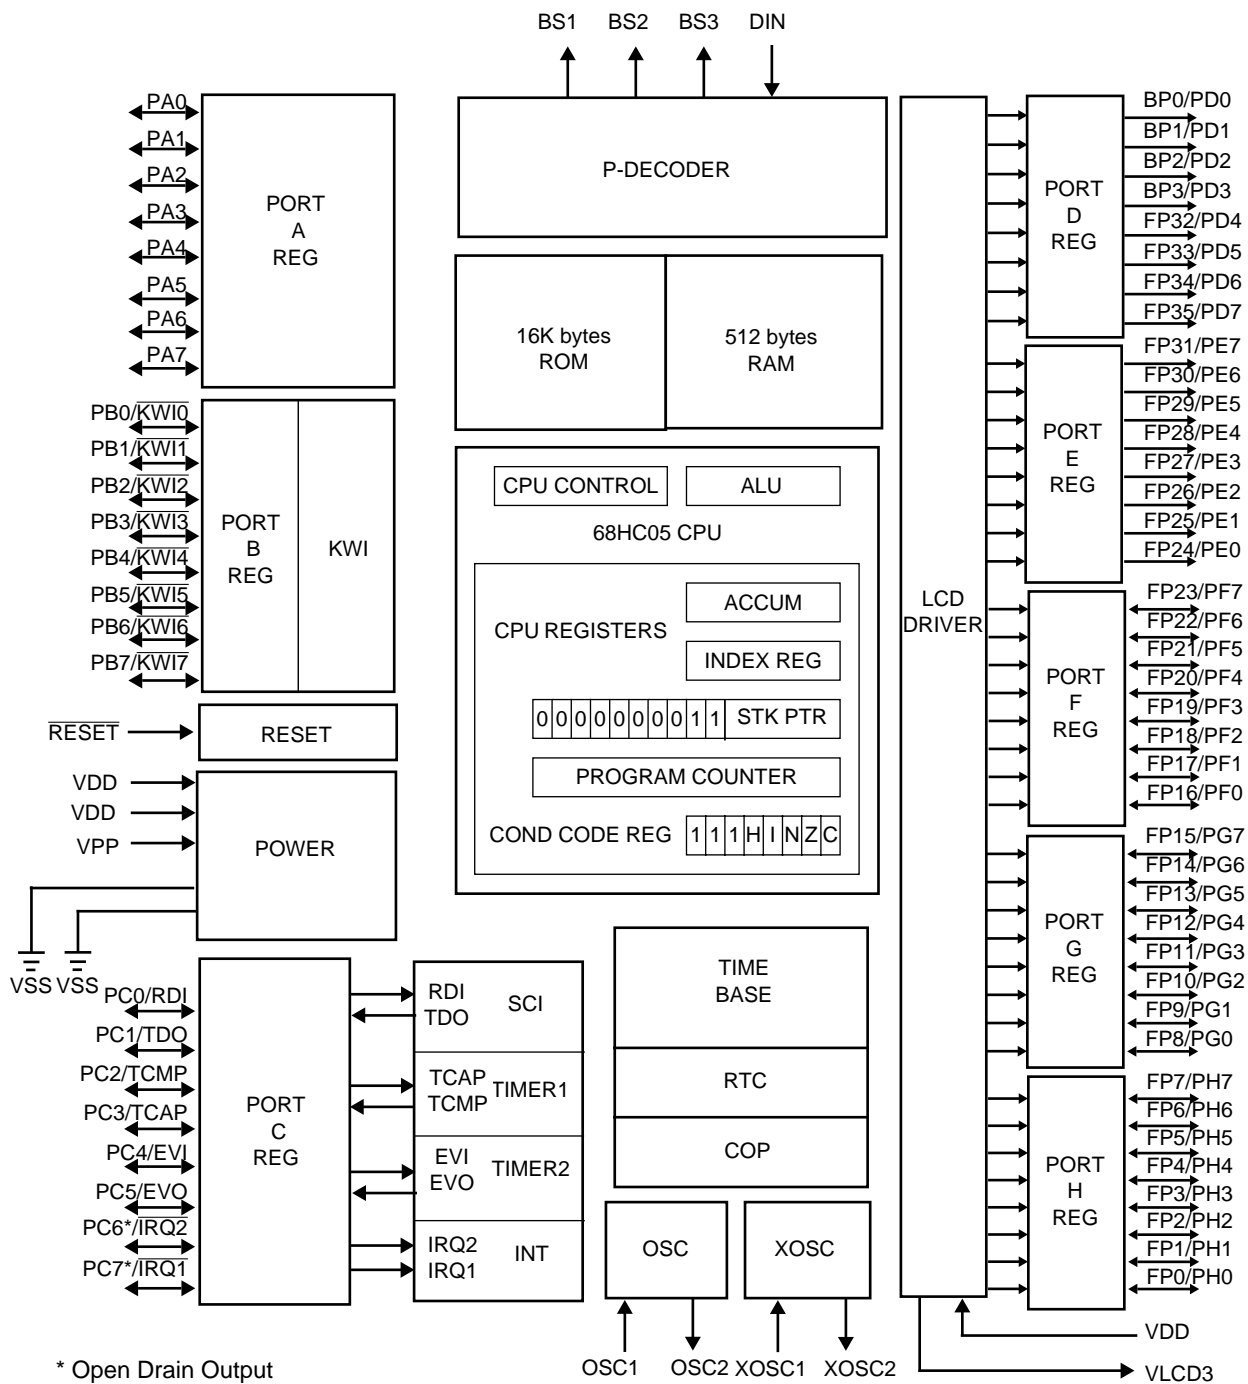 BS1 BS2 BS3 DIN
PA0
PA1
PA2
PA3
PA4
PA5
PA6
PA7
PORT
A
REG
P-DECODER
16K bytes
ROM
512 bytes
RAM
PB0/KWI0
PB1/KWI1
PB2/KWI2
PB3/KWI3
PB4/KWI4
PB5/KWI5
PB6/KWI6
PB7/KWI7
PORT
B
REG
KWI
RESET
RESET
VDD
VDD
VPP
POWER
VSS VSS
CPU CONTROL
ALU
68HC05 CPU
CPU REGISTERS
ACCUM
INDEX REG
0 0 0 0 0 0 0 0 1 1 STK PTR
PROGRAM COUNTER
COND CODE REG 1 1 1 H I N Z C
PC0/RDI
PC1/TDO
PC2/TCMP
PC3/TCAP
PC4/EVI
PC5/EVO
PC6*/IRQ2
PC7*/IRQ1
PORT
C
REG
RDI
TDO
SCI
TCAP
TCMP
TIMER1
EVI
EVO
TIMER2
IRQ2
IRQ1
INT
TIME
BASE
RTC
COP
OSC
XOSC
OSC1 OSC2 XOSC1 XOSC2
LCD
DRIVER
PORT
D
REG
BP0/PD0
BP1/PD1
BP2/PD2
BP3/PD3
FP32/PD4
FP33/PD5
FP34/PD6
FP35/PD7
PORT
E
REG
FP31/PE7
FP30/PE6
FP29/PE5
FP28/PE4
FP27/PE3
FP26/PE2
FP25/PE1
FP24/PE0
PORT
F
REG
FP23/PF7
FP22/PF6
FP21/PF5
FP20/PF4
FP19/PF3
FP18/PF2
FP17/PF1
FP16/PF0
PORT
G
REG
FP15/PG7
FP14/PG6
FP13/PG5
FP12/PG4
FP11/PG3
FP10/PG2
FP9/PG1
FP8/PG0
PORT
H
REG
FP7/PH7
FP6/PH6
FP5/PH5
FP4/PH4
FP3/PH3
FP2/PH2
FP1/PH1
FP0/PH0
VDD
VLCD3
* Open Drain Output